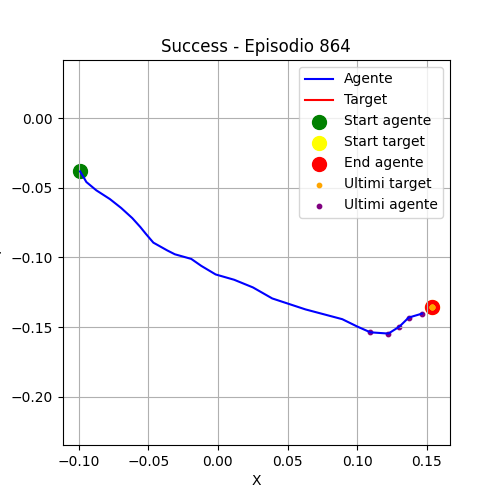 Success - Episodio 864
Agente
Target
Start agente
Start target
End agente
Ultimi target
Ultimi agente
0.00
−0.05
−0.10
−0.15
−0.20
−0.10
−0.05
0.00
0.05
0.10
0.15
X